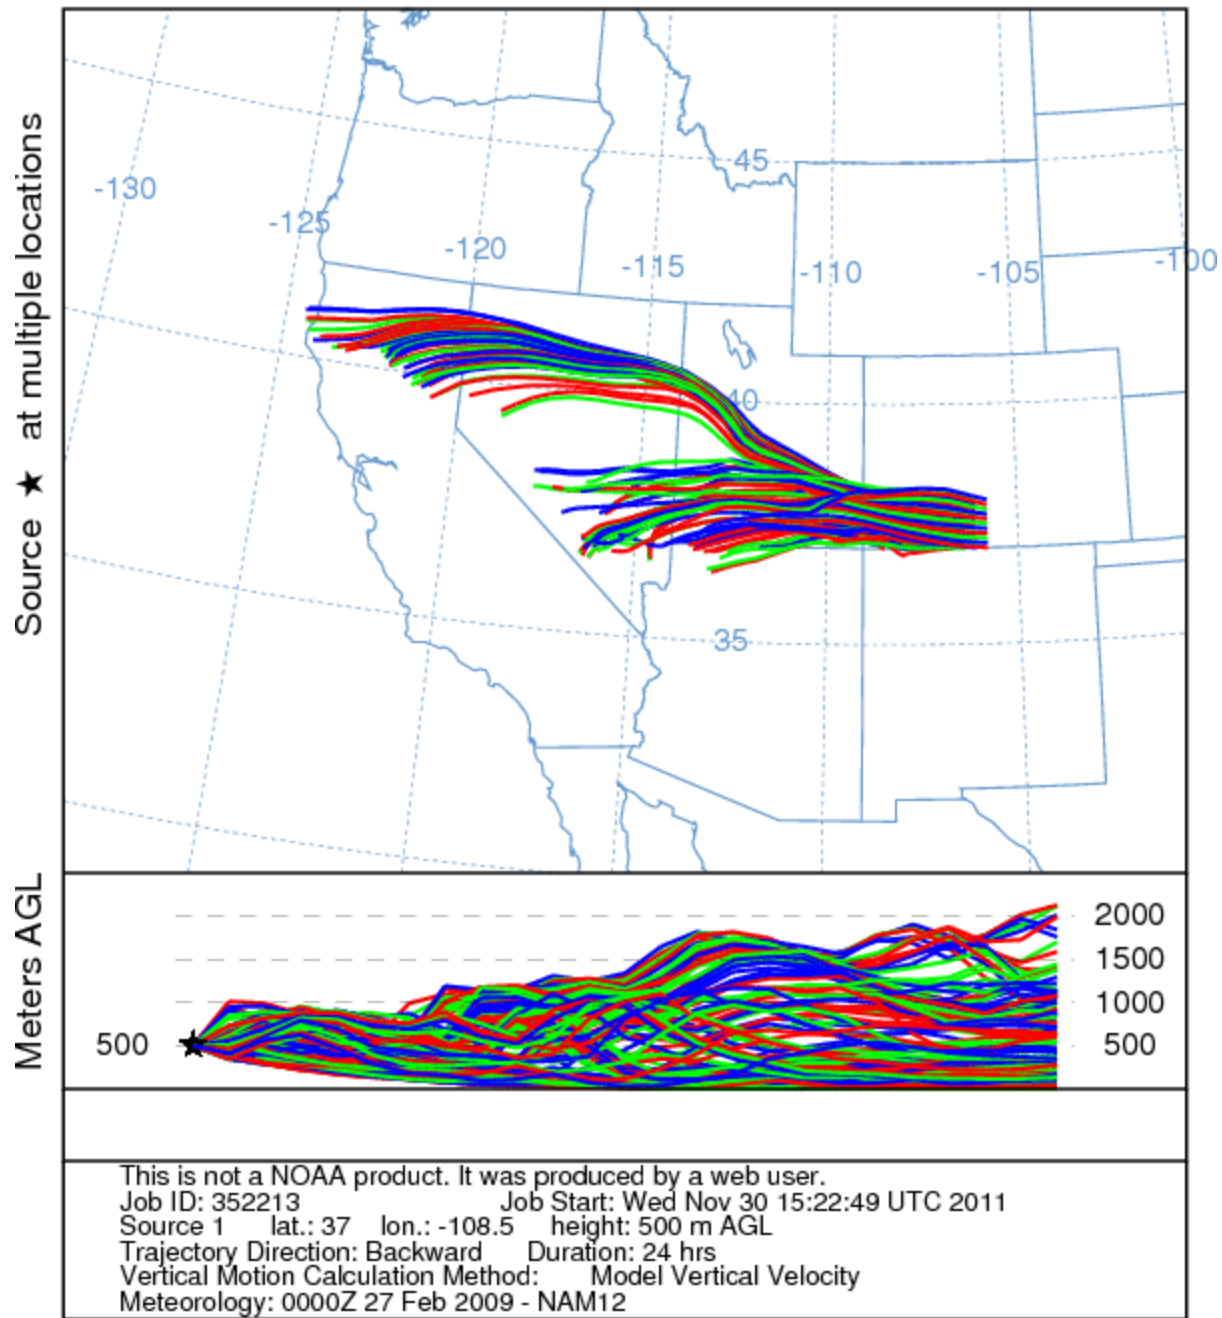 Source ★ at multiple locations
-130
-125
-120
-115
-110
-105
-100
45
40
35
Meters AGL
500
2000
1500
1000
500
This is not a NOAA product. It was produced by a web user.
Job ID: 352213 Job Start: Wed Nov 30 15:22:49 UTC 2011
Source 1 lat.: 37 lon.: -108.5 height: 500 m AGL
Trajectory Direction: Backward Duration: 24 hrs
Vertical Motion Calculation Method: Model Vertical Velocity
Meteorology: 0000Z 27 Feb 2009 - NAM12